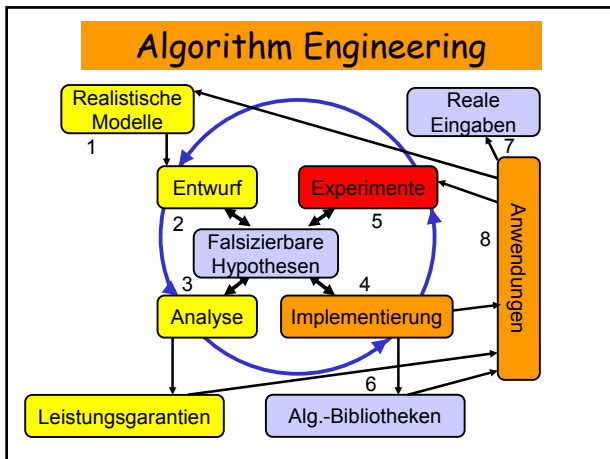 Algorithm Engineering
Realistische
Modelle
Reale
Eingaben
1
7
Entwurf
Experimente
2
5
8
Anwendungen
Falsizierbare
Hypothesen
3
4
Analyse
Implementierung
6
Leistungsgarantien
Alg.-Bibliotheken